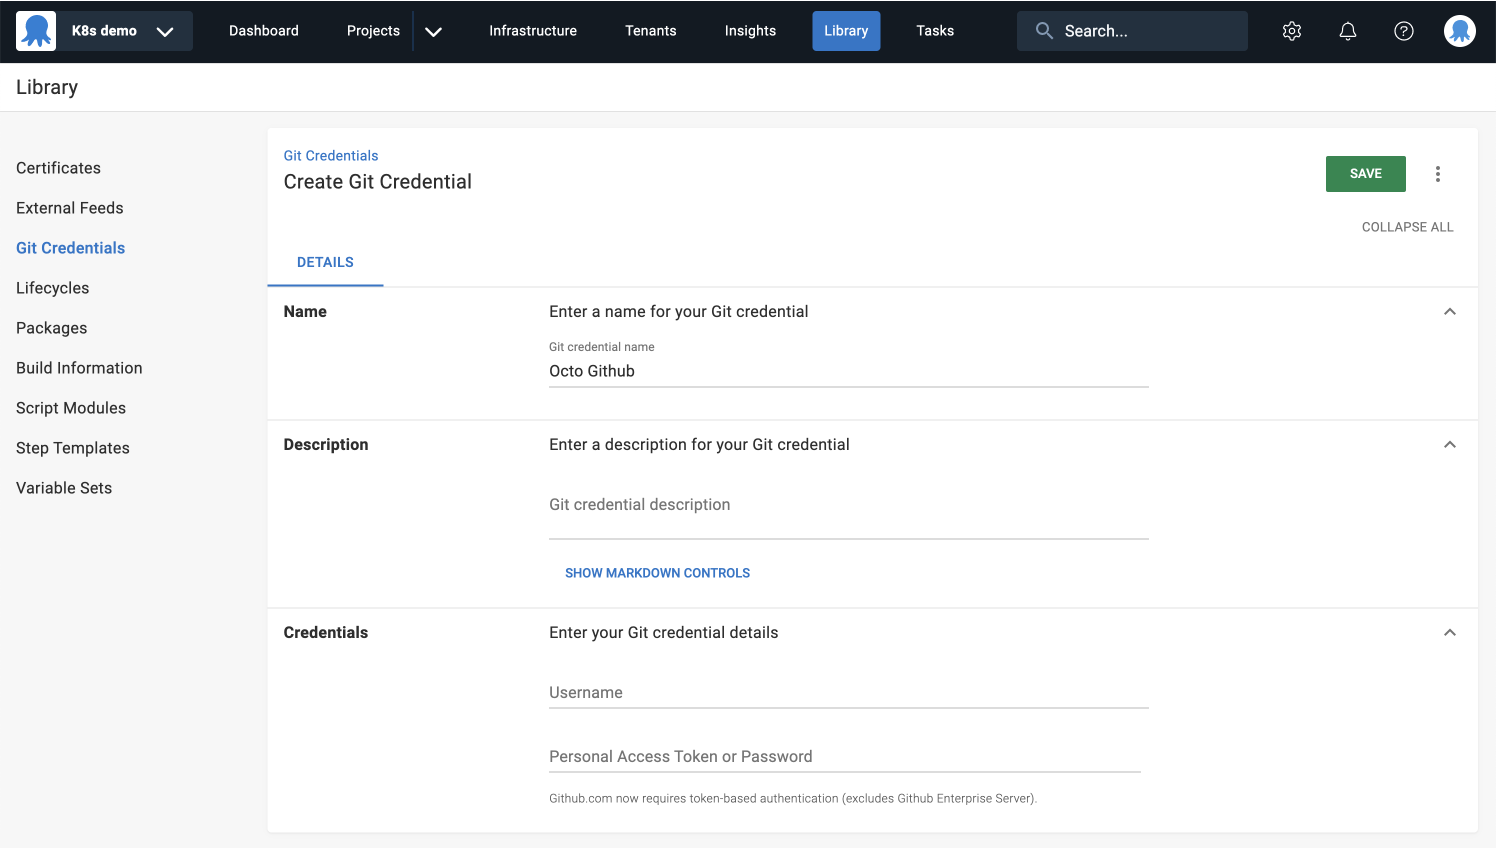 K8s demo
Dashboard
Projects
Infrastructure
Tenants
Insights
Library
Tasks
Search...
Library
Certificates
External Feeds
Git Credentials
Lifecycles
Packages
Build Information
Script Modules
Step Templates
Variable Sets
Git Credentials
Create Git Credential
SAVE
COLLAPSE ALL
DETAILS
Name
Enter a name for your Git credential
Git credential name
Octo Github
Description
Enter a description for your Git credential
Git credential description
SHOW MARKDOWN CONTROLS
Credentials
Enter your Git credential details
Username
Personal Access Token or Password
Github.com now requires token-based authentication (excludes Github Enterprise Server).